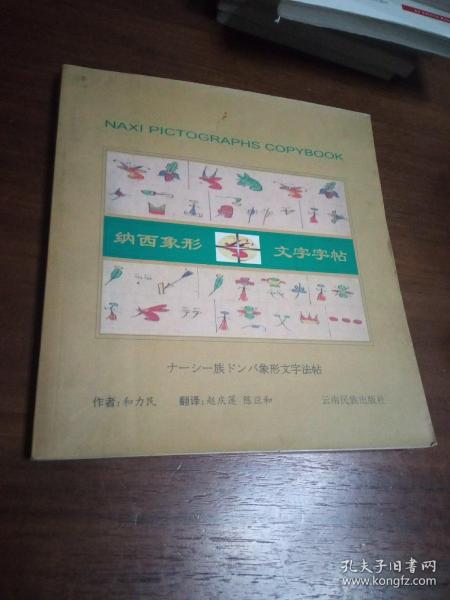 NAXI PICTOGRAPHS COPYBOOK
纳西象形 文字字帖
ナーシー族ドンバ象形文字法帖
作者：和力民 翻译：赵庆莲 陈应和 云南民族出版社
孔夫子旧书网
www.kongfz.com